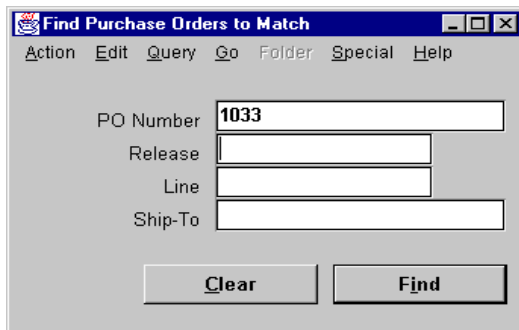 Find Purchase Orders to Match
Action Edit Query Go Folder Special Help
PO Number 1033
Release
Line
Ship-To
Clear Find